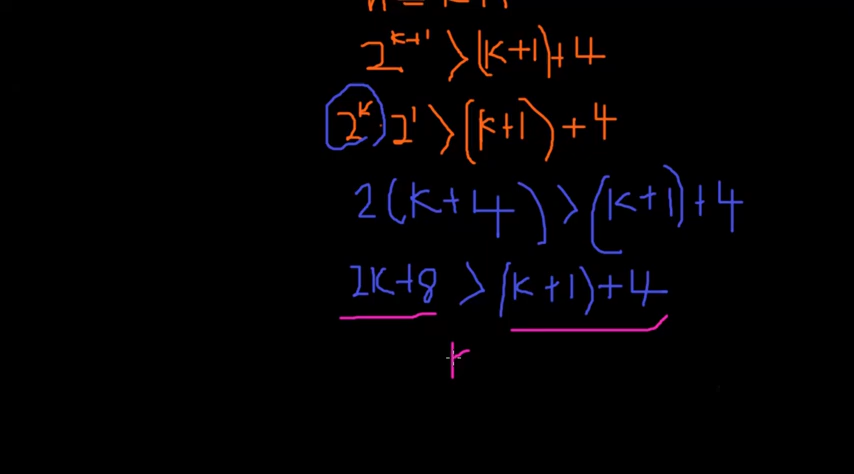 2^{k+1} > (k+1)+4
2^k · 2^1 > (k+1)+4
2(k+4) > (k+1)+4
2k+8 > (k+1)+4